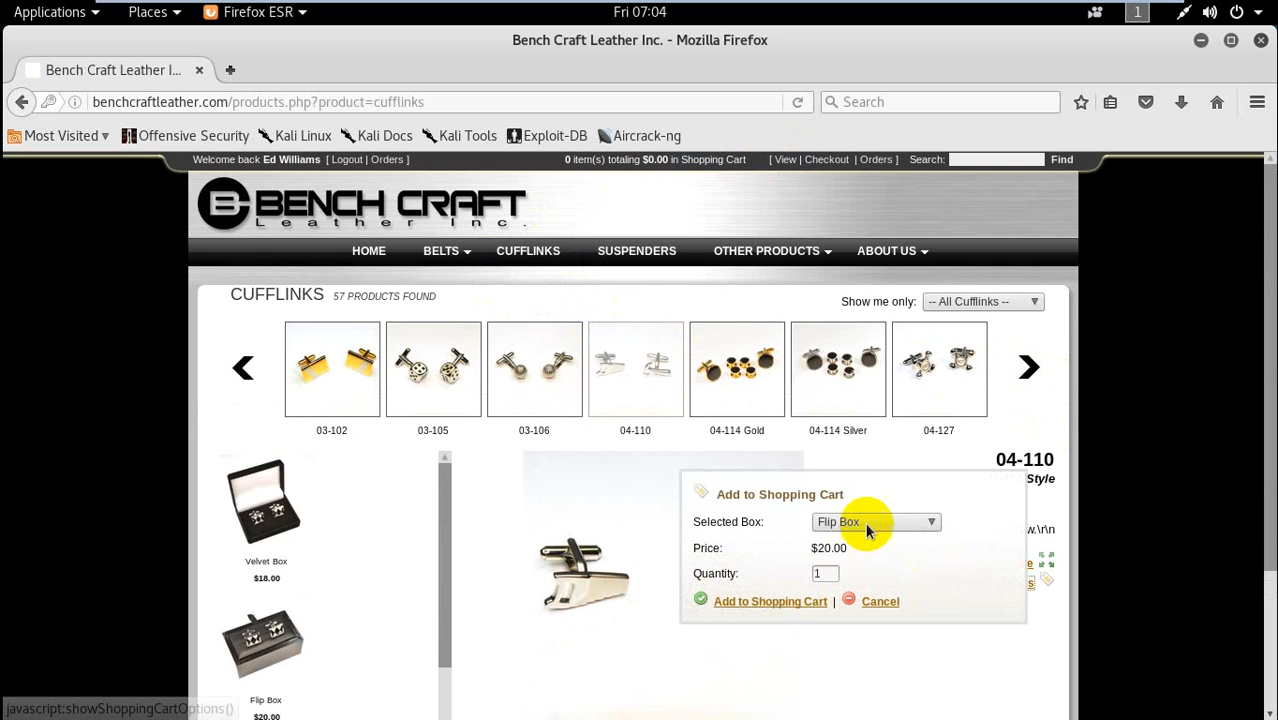 Applications Places Firefox ESR Fri 07:04 1
Bench Craft Leather Inc. - Mozilla Firefox
Bench Craft Leather I...
benchcraftleather.com/products.php?product=cufflinks Search
Most Visited Offensive Security Kali Linux Kali Docs Kali Tools Exploit-DB Aircrack-ng
Welcome back Ed Williams [ Logout | Orders ] 0 item(s) totaling $0.00 in Shopping Cart [ View | Checkout | Orders ] Search: Find
BENCH CRAFT
Leather Inc.
HOME BELTS CUFFLINKS SUSPENDERS OTHER PRODUCTS ABOUT US
CUFFLINKS 57 PRODUCTS FOUND Show me only: -- All Cufflinks --
03-102 03-105 03-106 04-110 04-114 Gold 04-114 Silver 04-127
04-110
Style
Add to Shopping Cart
Selected Box: Flip Box
w.\r\n
Price: $20.00
Velvet Box
Quantity: 1
$18.00
Add to Shopping Cart | Cancel
Flip Box
$20.00
javascript:showShoppingCartOptions()